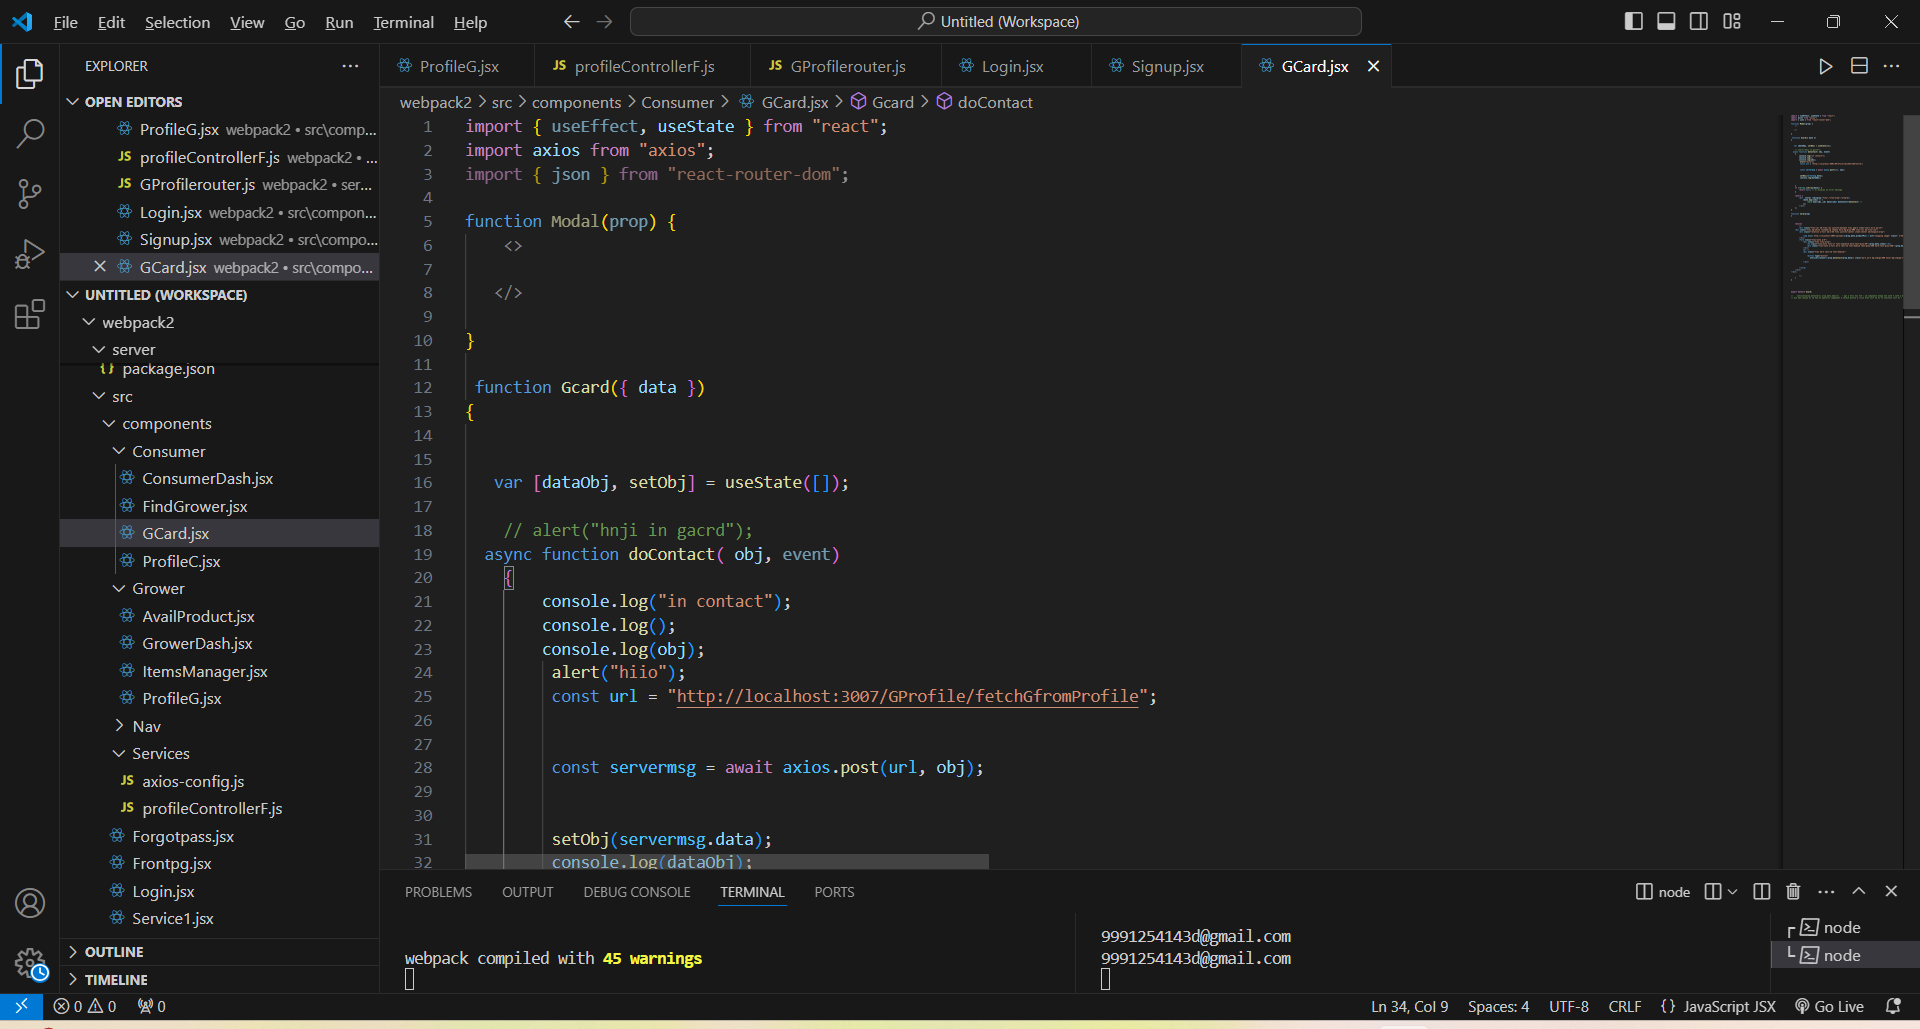 File Edit Selection View Go Run Terminal Help
Untitled (Workspace)
EXPLORER
OPEN EDITORS
ProfileG.jsx webpack2 • src\comp...
JS profileControllerF.js webpack2 • ...
JS GProfilerouter.js webpack2 • ser...
Login.jsx webpack2 • src\compon...
Signup.jsx webpack2 • src\compo...
GCard.jsx webpack2 • src\compo...
UNTITLED (WORKSPACE)
webpack2
server
{} package.json
src
components
Consumer
ConsumerDash.jsx
FindGrower.jsx
GCard.jsx
ProfileC.jsx
Grower
AvailProduct.jsx
GrowerDash.jsx
ItemsManager.jsx
ProfileG.jsx
Nav
Services
JS axios-config.js
JS profileControllerF.js
Forgotpass.jsx
Frontpg.jsx
Login.jsx
Service1.jsx
OUTLINE
TIMELINE
ProfileG.jsx JS profileControllerF.js JS GProfilerouter.js Login.jsx Signup.jsx GCard.jsx
webpack2 > src > components > Consumer > GCard.jsx > Gcard > doContact
1 import { useEffect, useState } from "react";
2 import axios from "axios";
3 import { json } from "react-router-dom";
4
5 function Modal(prop) {
6 <>
7
8 </>
9
10 }
11
12 function Gcard({ data })
13 {
14
15
16 var [dataObj, setObj] = useState([]);
17
18 // alert("hnji in gacrd");
19 async function doContact( obj, event)
20 {
21 console.log("in contact");
22 console.log();
23 console.log(obj);
24 alert("hiio");
25 const url = "http://localhost:3007/GProfile/fetchGfromProfile";
26
27
28 const servermsg = await axios.post(url, obj);
29
30
31 setObj(servermsg.data);
32 console.log(dataObj);
PROBLEMS OUTPUT DEBUG CONSOLE TERMINAL PORTS
node
webpack compiled with 45 warnings
9991254143d@gmail.com
9991254143d@gmail.com
node
node
0 0 0
Ln 34, Col 9 Spaces: 4 UTF-8 CRLF {} JavaScript JSX Go Live